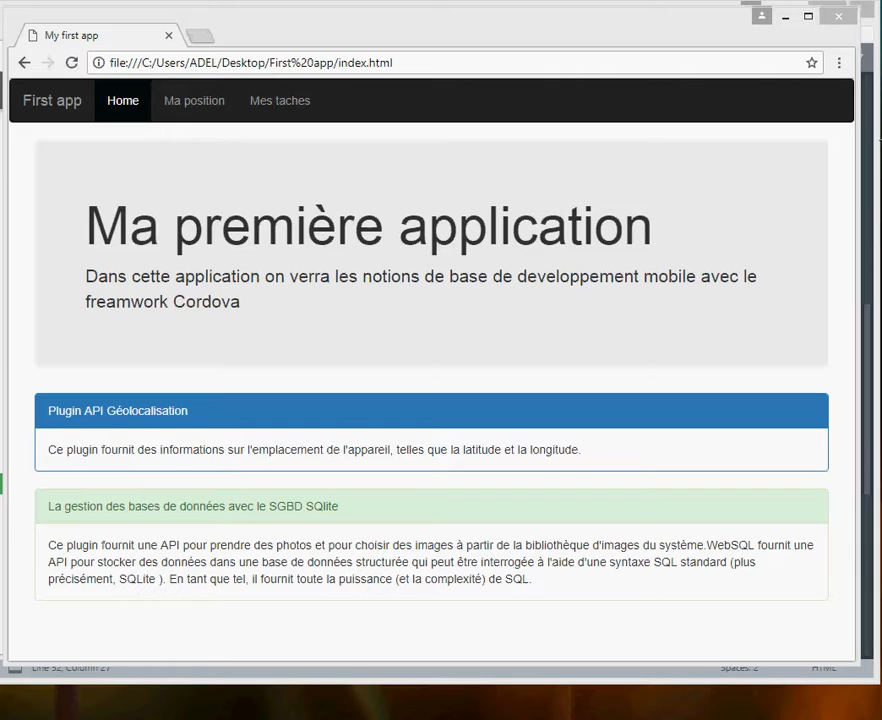 My first app
file:///C:/Users/ADEL/Desktop/First%20app/index.html
First app Home Ma position Mes taches
Ma première application
Dans cette application on verra les notions de base de developpement mobile avec le
freamwork Cordova
Plugin API Géolocalisation
Ce plugin fournit des informations sur l'emplacement de l'appareil, telles que la latitude et la longitude.
La gestion des bases de données avec le SGBD SQlite
Ce plugin fournit une API pour prendre des photos et pour choisir des images à partir de la bibliothèque d'images du système.WebSQL fournit une
API pour stocker des données dans une base de données structurée qui peut être interrogée à l'aide d'une syntaxe SQL standard (plus
précisément, SQLite ). En tant que tel, il fournit toute la puissance (et la complexité) de SQL.
Spaces: 2 HTML